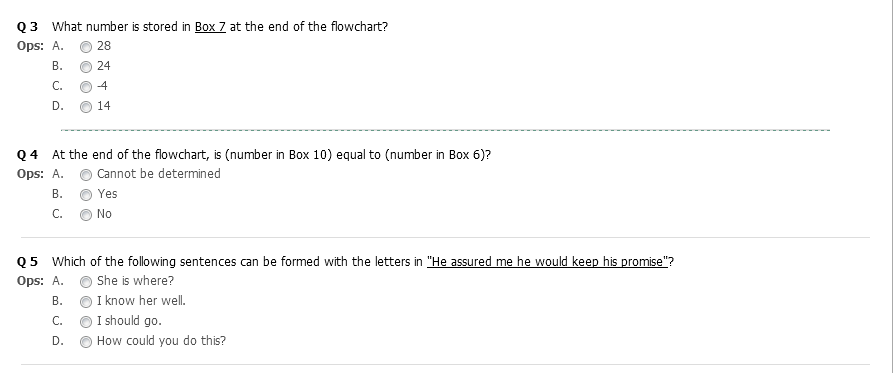 Q 3 What number is stored in Box 7 at the end of the flowchart?
Ops: A. 28
B. 24
C. -4
D. 14
Q 4 At the end of the flowchart, is (number in Box 10) equal to (number in Box 6)?
Ops: A. Cannot be determined
B. Yes
C. No
Q 5 Which of the following sentences can be formed with the letters in "He assured me he would keep his promise"?
Ops: A. She is where?
B. I know her well.
C. I should go.
D. How could you do this?